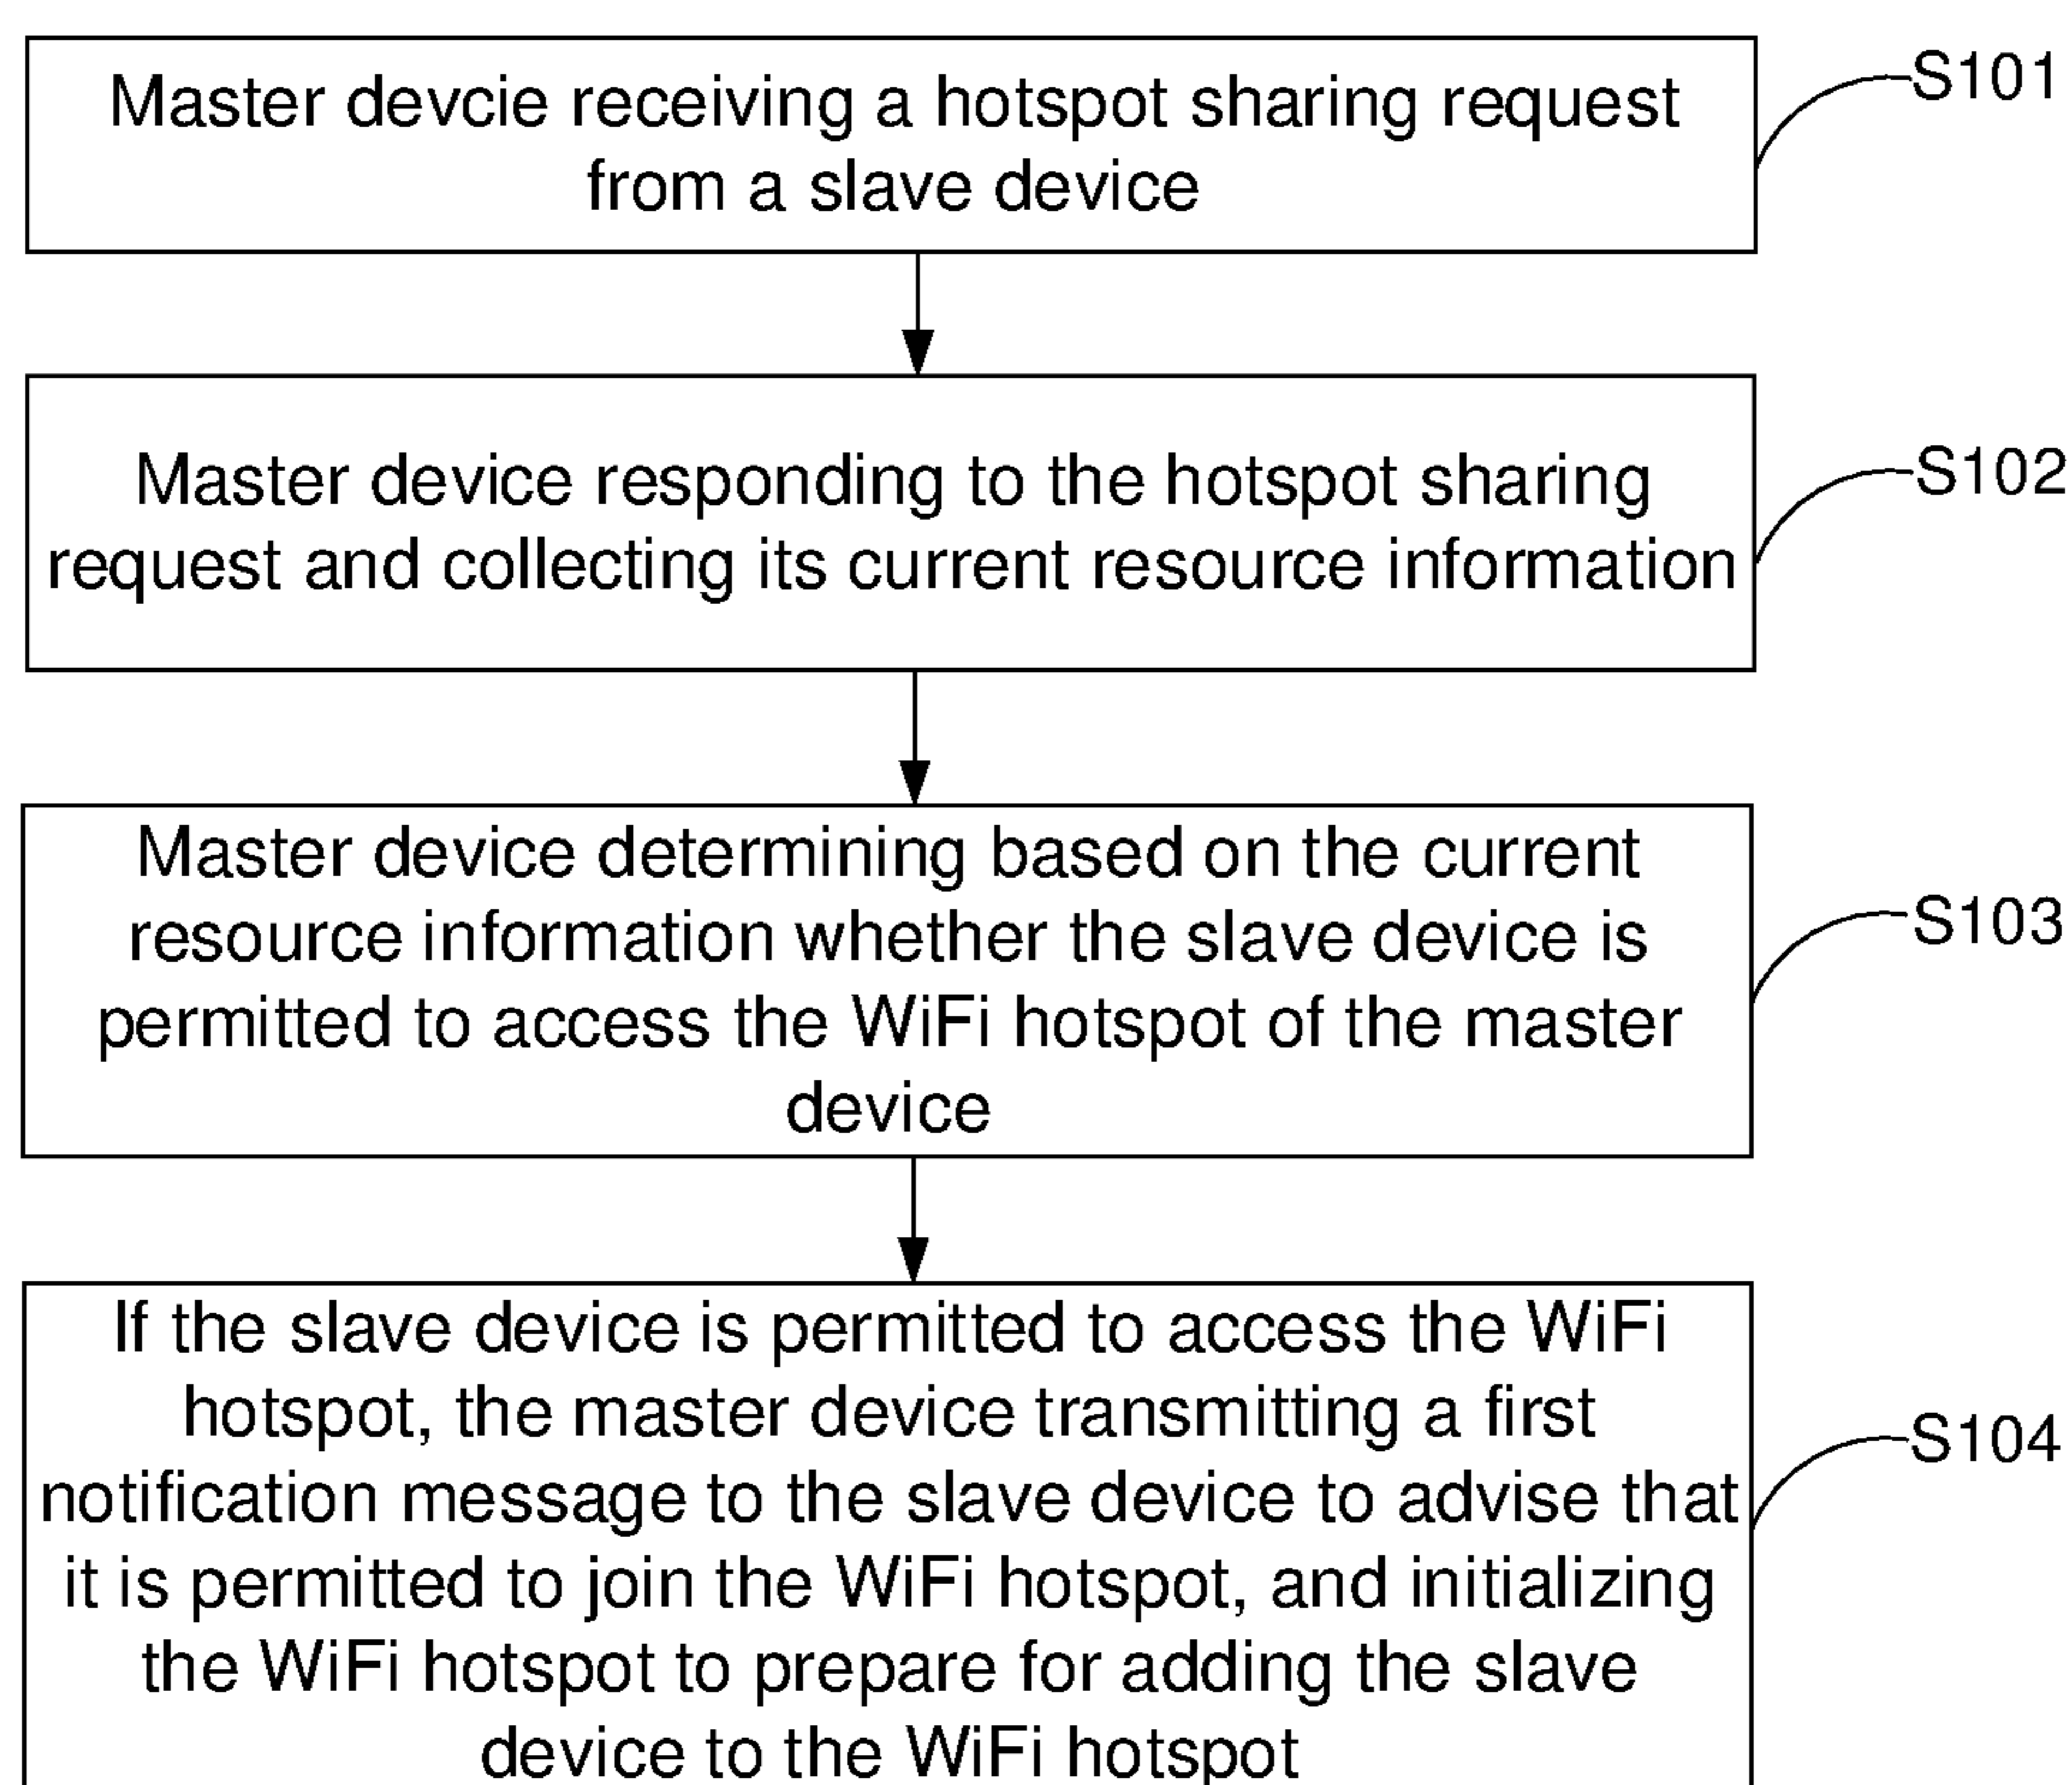 Master devcie receiving a hotspot sharing request
from a slave device
S101
Master device responding to the hotspot sharing
request and collecting its current resource information
S102
Master device determining based on the current
resource information whether the slave device is
permitted to access the WiFi hotspot of the master
device
S103
If the slave device is permitted to access the WiFi
hotspot, the master device transmitting a first
notification message to the slave device to advise that
it is permitted to join the WiFi hotspot, and initializing
the WiFi hotspot to prepare for adding the slave
device to the WiFi hotspot
S104